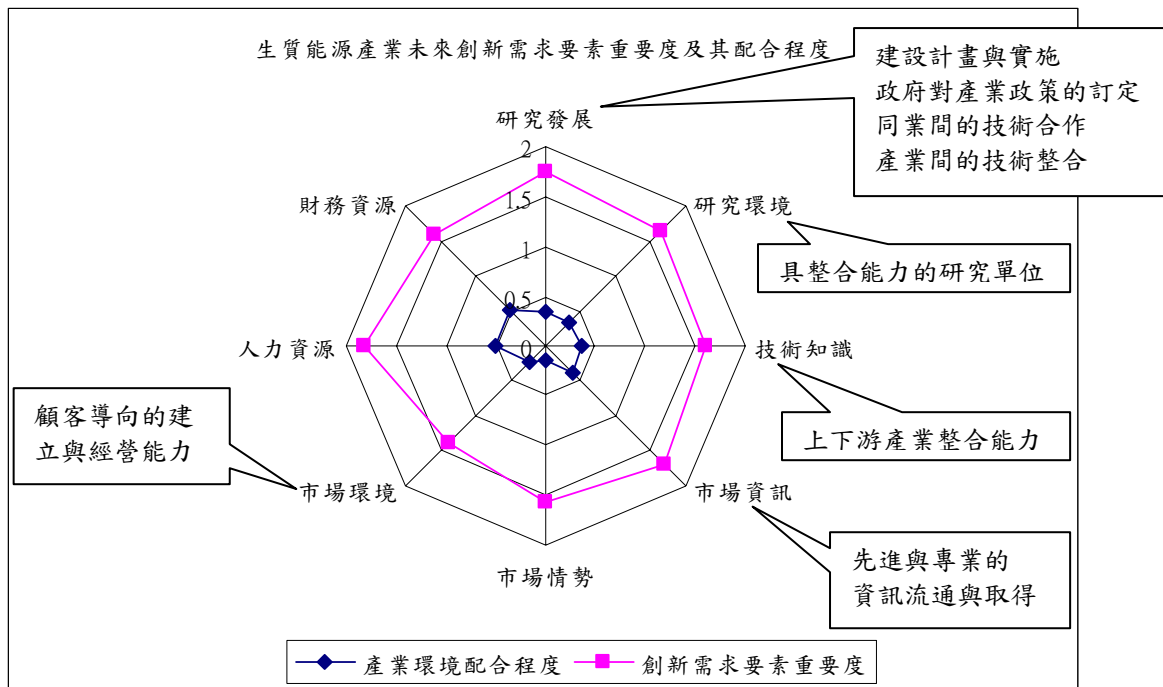 生質能源產業未來創新需求要素重要度及其配合程度
建設計畫與實施
政府對產業政策的訂定
同業間的技術合作
產業間的技術整合
研究發展
2
1.5
1
0.5
0
財務資源
研究環境
具整合能力的研究單位
人力資源
技術知識
顧客導向的建
立與經營能力
上下游產業整合能力
市場環境
市場資訊
先進與專業的
資訊流通與取得
市場情勢
產業環境配合程度
創新需求要素重要度